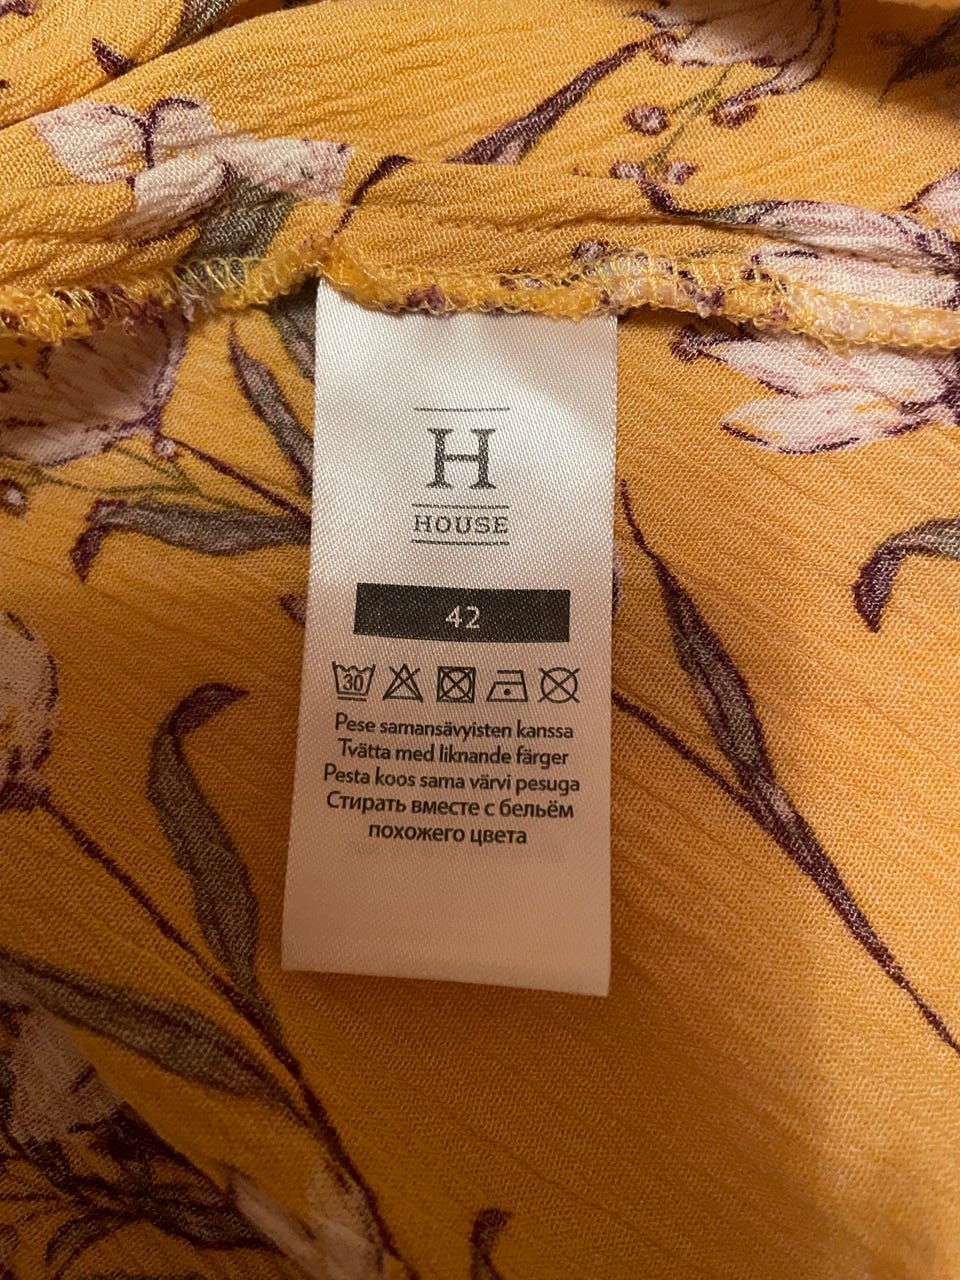 H
HOUSE
42
30
Pese samansävyisten kanssa
Tvätta med liknande färger
Pesta koos sama värvi pesuga
Стирать вместе с бельём
похожего цвета